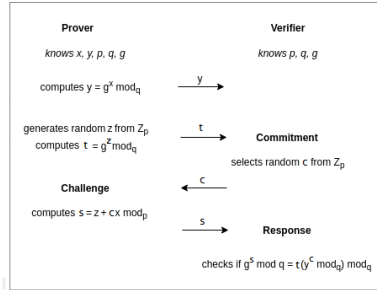 Prover Verifier
knows x, y, p, q, g knows p, q, g
computes y = g^x mod_q y
generates random z from Z_p t
computes t = g^z mod_q Commitment
selects random c from Z_p
Challenge c
computes s = z + cx mod_p
s Response
checks if g^s mod q = t(y^c mod_q) mod_q